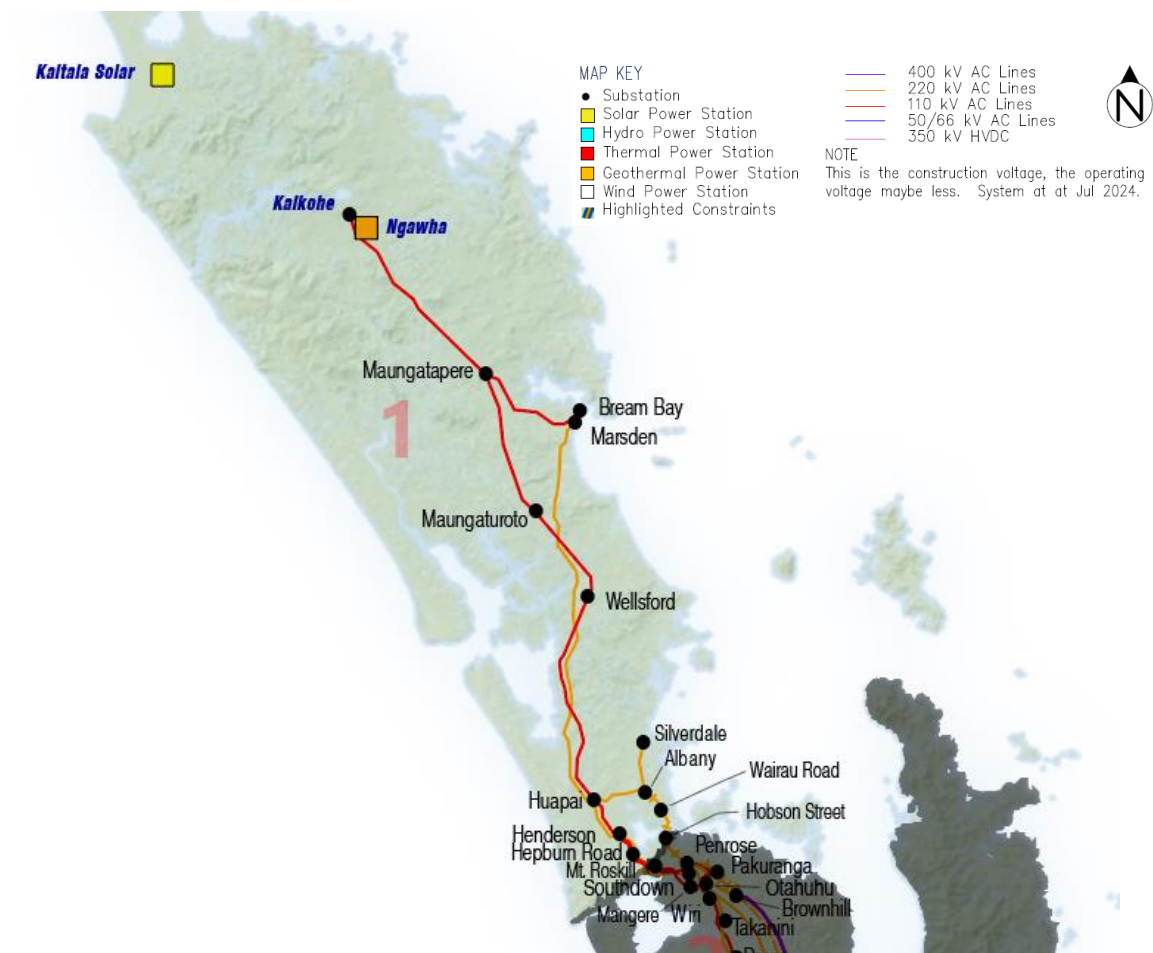 Kaitaia Solar
MAP KEY
Substation
Solar Power Station
Hydro Power Station
Thermal Power Station
Geothermal Power Station
Wind Power Station
Highlighted Constraints
400 kV AC Lines
220 kV AC Lines
110 kV AC Lines
50/66 kV AC Lines
350 kV HVDC
NOTE
This is the construction voltage, the operating
voltage maybe less. System at at Jul 2024.
N
Kaikohe
Ngawha
Maungatapere
1
Bream Bay
Marsden
Maungaturoto
Wellsford
Silverdale
Albany
Wairau Road
Huapai
Hobson Street
Henderson
Hepburn Road
Penrose
Mt. Roskill
Pakuranga
Southdown
Otahuhu
Mangere
Wiri
Brownhill
Takanini